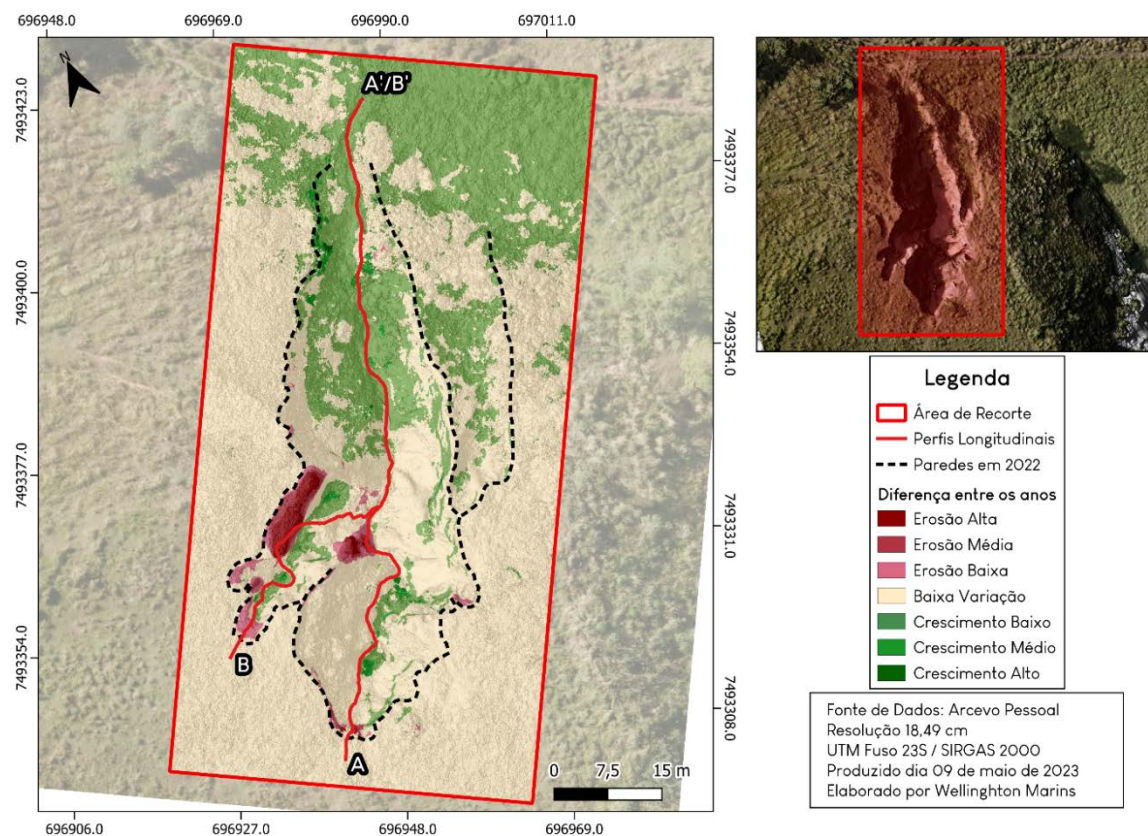 696948.0 696969.0 696990.0 697011.0
N
A'/B'
7493423.0
7493400.0
7493377.0
7493354.0
7493377.0
7493354.0
7493331.0
7493308.0
B
A
0 7,5 15 m
696906.0 696927.0 696948.0 696969.0
Legenda
Área de Recorte
Perfis Longitudinais
Paredes em 2022
Diferença entre os anos
Erosão Alta
Erosão Média
Erosão Baixa
Baixa Variação
Crescimento Baixo
Crescimento Médio
Crescimento Alto
Fonte de Dados: Arcevo Pessoal
Resolução 18,49 cm
UTM Fuso 23S / SIRGAS 2000
Produzido dia 09 de maio de 2023
Elaborado por Wellinghton Marins